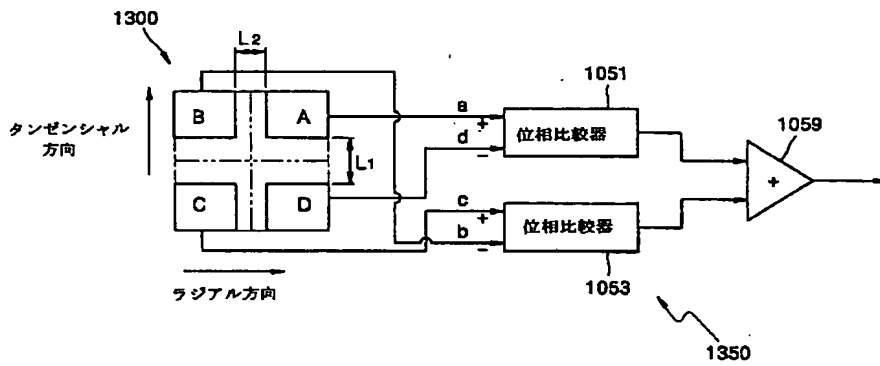 1300
L2
B
A
タンゼンシャル
方向
L1
C
D
ラジアル方向
a
+
d
−
1051
位相比較器
c
+
b
−
位相比較器
1053
1059
+
1350